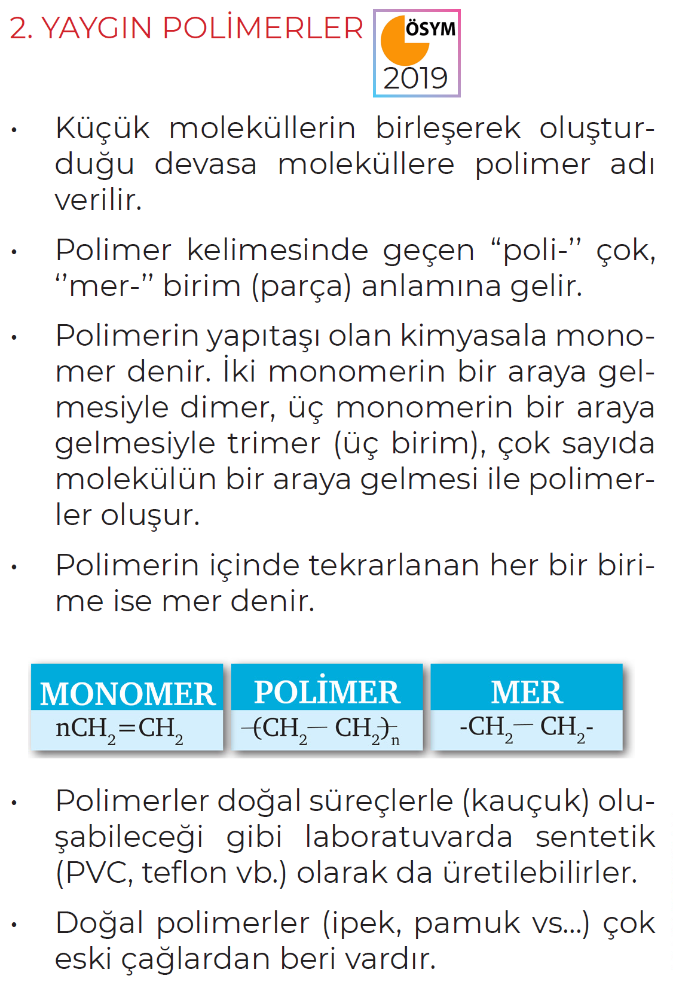 2. YAYGIN POLİMERLER
ÖSYM
2019
• Küçük moleküllerin birleşerek oluştur-
duğu devasa moleküllere polimer adı
verilir.
• Polimer kelimesinde geçen “poli-’’ çok,
‘’mer-’’ birim (parça) anlamına gelir.
• Polimerin yapıtaşı olan kimyasala mono-
mer denir. İki monomerin bir araya gel-
mesiyle dimer, üç monomerin bir araya
gelmesiyle trimer (üç birim), çok sayıda
molekülün bir araya gelmesi ile polimer-
ler oluşur.
• Polimerin içinde tekrarlanan her bir biri-
me ise mer denir.
MONOMER
nCH₂=CH₂
POLİMER
—(CH₂— CH₂)—ₙ
MER
-CH₂— CH₂-
• Polimerler doğal süreçlerle (kauçuk) olu-
şabileceği gibi laboratuvarda sentetik
(PVC, teflon vb.) olarak da üretilebilirler.
• Doğal polimerler (ipek, pamuk vs...) çok
eski çağlardan beri vardır.